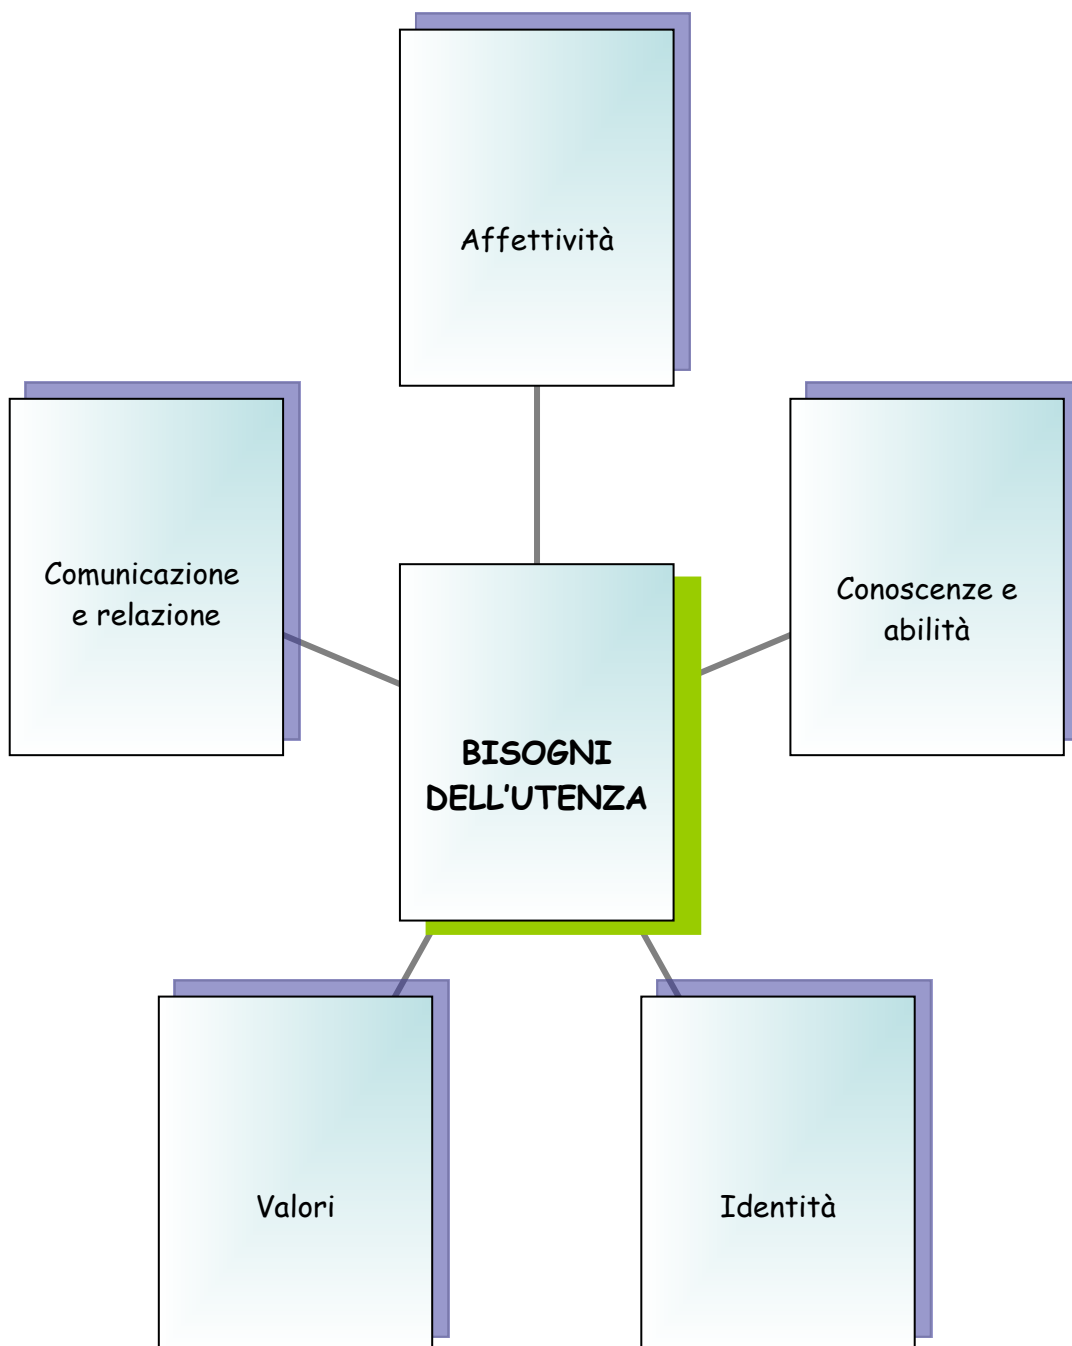 Affettività
Comunicazione
e relazione
Conoscenze e
abilità
BISOGNI
DELL'UTENZA
Valori
Identità